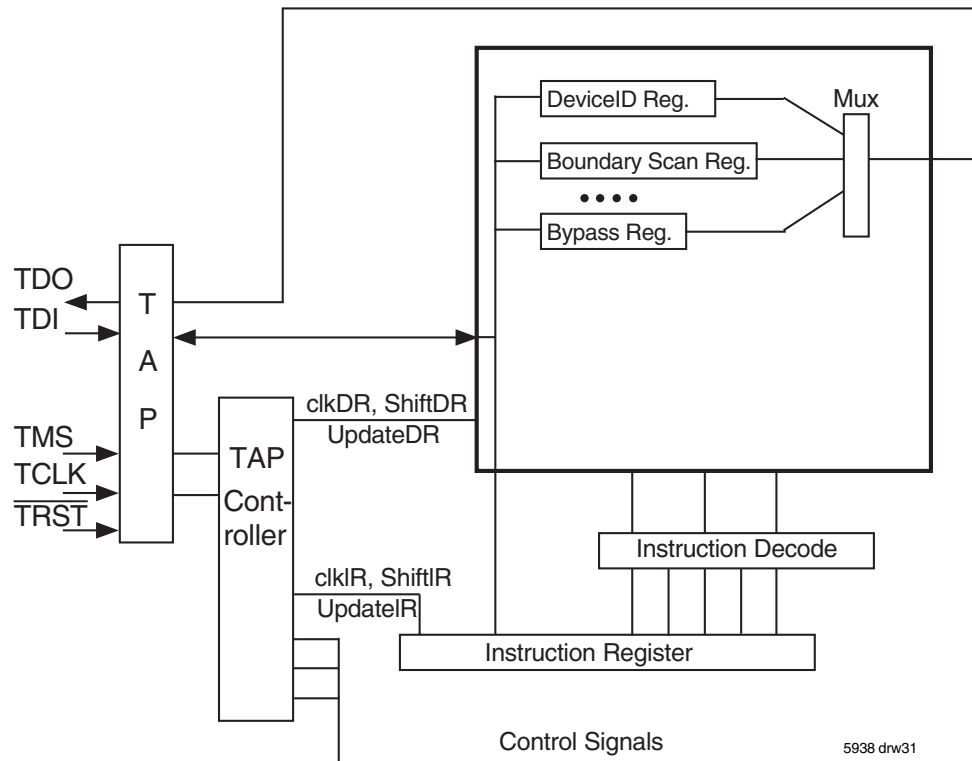 DeviceID Reg.
Mux
Boundary Scan Reg.
Bypass Reg.
TDO
TDI
T
A
P
TMS
TCLK
TRST
clkDR, ShiftDR
UpdateDR
TAP
Cont-
roller
Instruction Decode
clkIR, ShiftIR
UpdateIR
Instruction Register
Control Signals
5938 drw31